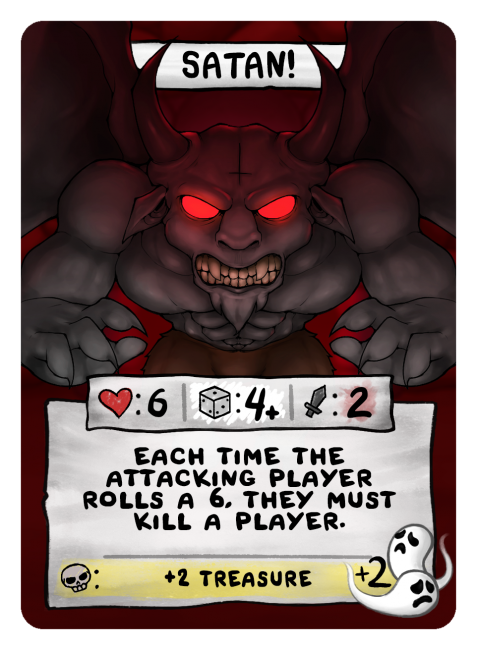 SATAN!
:6 :4+ :2
EACH TIME THE
ATTACKING PLAYER
ROLLS A 6, THEY MUST
KILL A PLAYER.
: +2 TREASURE +2